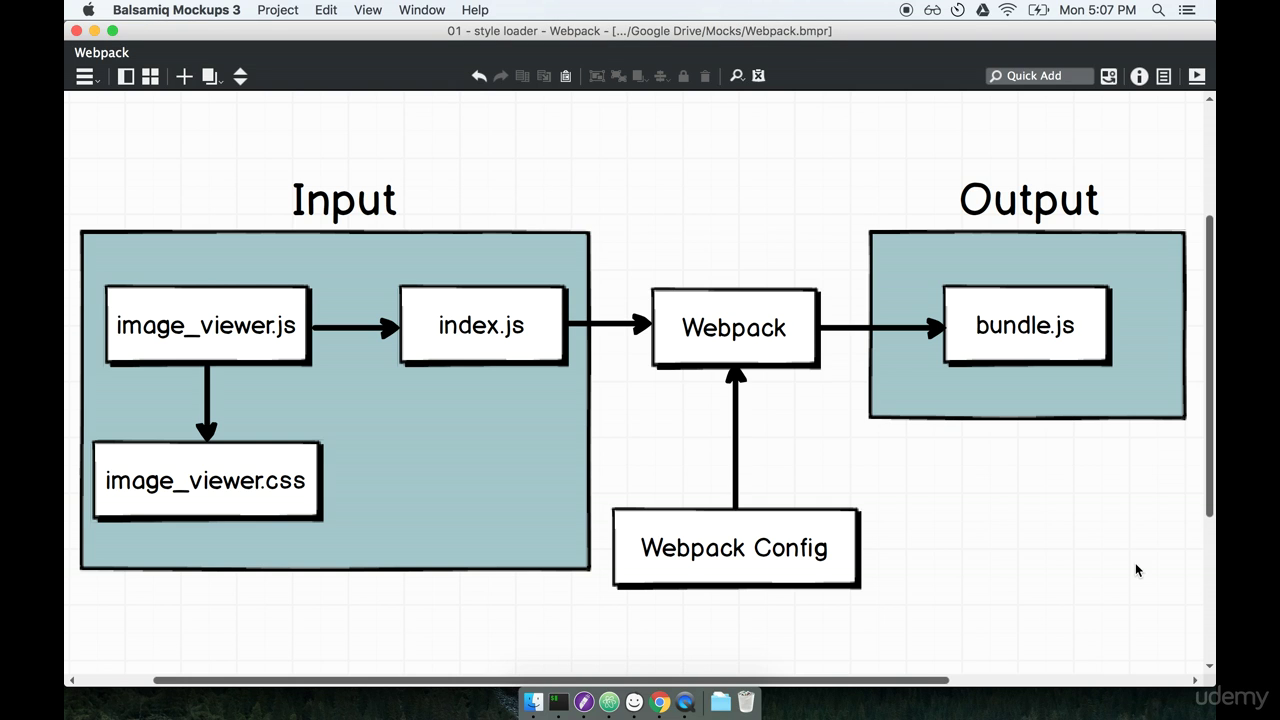 Balsamiq Mockups 3 Project Edit View Window Help Mon 5:07 PM
01 - style loader - Webpack - [.../Google Drive/Mocks/Webpack.bmpr]
Webpack
Quick Add
Input
Output
image_viewer.js
index.js
Webpack
bundle.js
image_viewer.css
Webpack Config
udemy